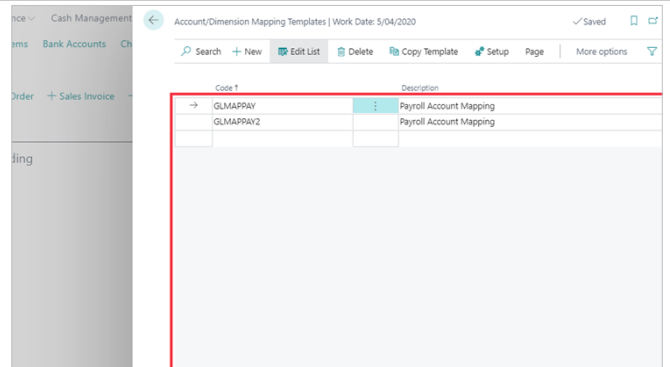 nce Cash Management
Account/Dimension Mapping Templates | Work Date: 5/04/2020
Saved
ems Bank Accounts Ch
Search + New Edit List Delete Copy Template Setup Page More options
Order + Sales Invoice
Code ↑ Description
→ GLMAPPAY ⋮ Payroll Account Mapping
GLMAPPAY2 Payroll Account Mapping
ding